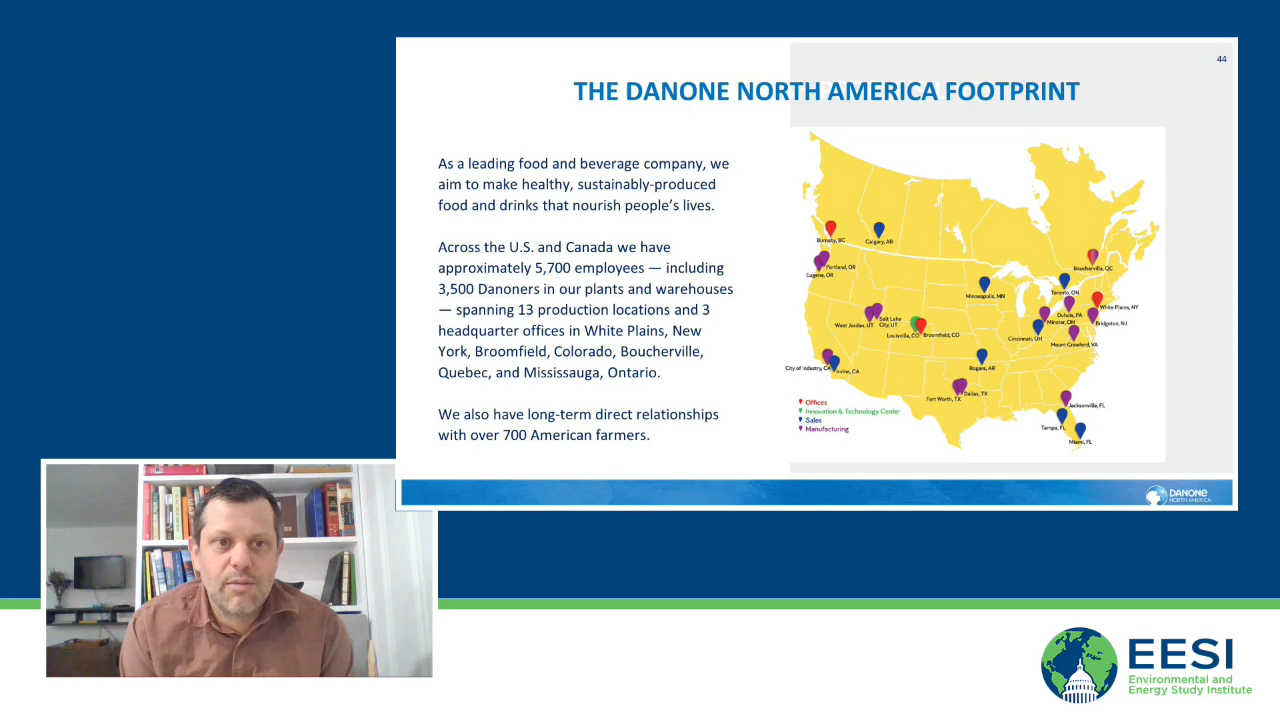 44
THE DANONE NORTH AMERICA FOOTPRINT
As a leading food and beverage company, we
aim to make healthy, sustainably-produced
food and drinks that nourish people's lives.
Across the U.S. and Canada we have
approximately 5,700 employees — including
3,500 Danoners in our plants and warehouses
— spanning 13 production locations and 3
headquarter offices in White Plains, New
York, Broomfield, Colorado, Boucherville,
Quebec, and Mississauga, Ontario.
We also have long-term direct relationships
with over 700 American farmers.
Burnaby, BC
Calgary, AB
Portland, OR
Eugene, OR
Boucherville, QC
Minneapolis, MN
Toronto, ON
White Plains, NY
Dubois, PA
Minster, OH
Bridgeton, NJ
Salt Lake
City, UT
West Jordan, UT
Louisville, CO
Broomfield, CO
Cincinnati, OH
Mount Crawford, VA
City of Industry, CA
Irvine, CA
Rogers, AR
Fort Worth, TX
Dallas, TX
Jacksonville, FL
Tampa, FL
Miami, FL
Offices
Innovation & Technology Center
Sales
Manufacturing
DANONE
NORTH AMERICA
EESI
Environmental and
Energy Study Institute